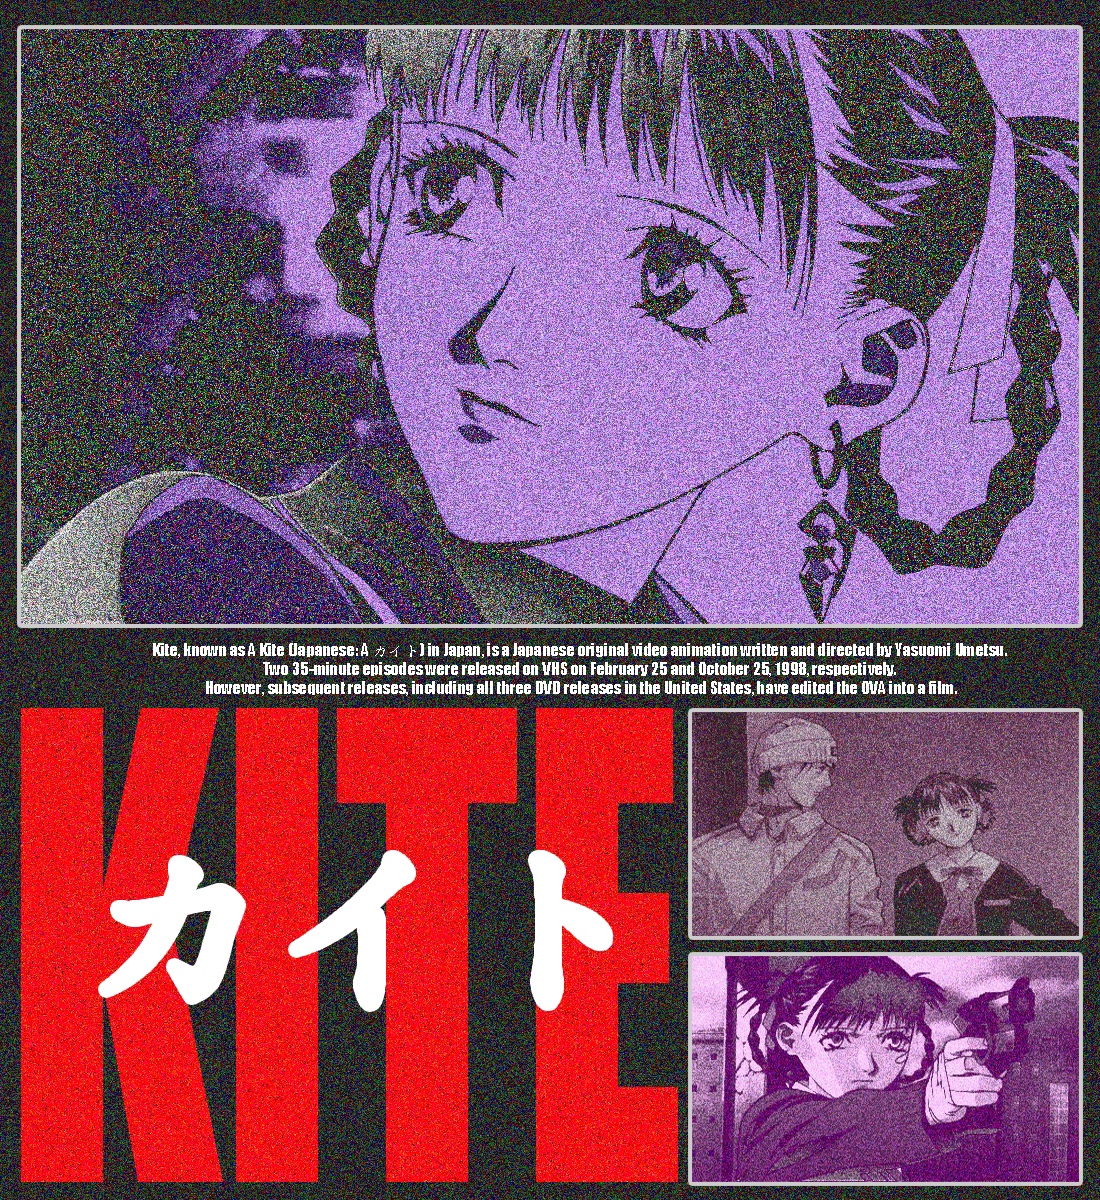 Kite, known as A Kite (Japanese: A カイト) in Japan, is a Japanese original video animation written and directed by Yasuomi Umetsu.
Two 35-minute episodes were released on VHS on February 25 and October 25, 1998, respectively.
However, subsequent releases, including all three DVD releases in the United States, have edited the OVA into a film.
KITE
カイト